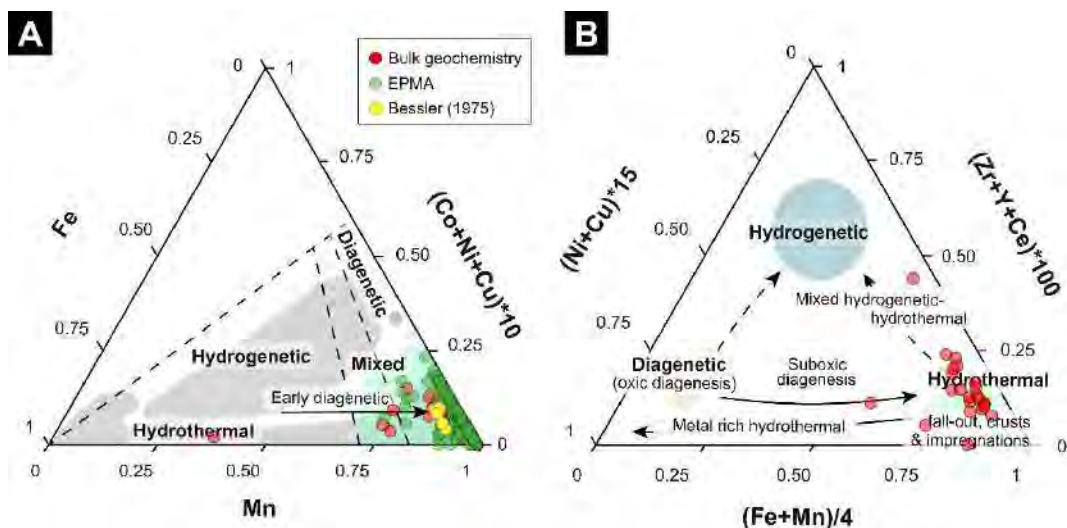 A
0
1
Bulk geochemistry
EPMA
Bessler (1975)
0.25
0.75
Fe
0.50
(Co+Ni+Cu)*10
0.50
Diagenetic
0.75
Hydrogenetic
Mixed
0.25
Early diagenetic
Hydrothermal
1
0
0
0.25
0.50
0.75
1
Mn
B
0
1
0.25
0.75
(Ni+Cu)*15
(Zr+Y+Ce)*100
0.50
Hydrogenetic
0.50
Mixed hydrogenetic-
hydrothermal
0.75
Diagenetic
(oxic diagenesis)
Suboxic
diagenesis
0.25
Hydrothermal
Metal rich hydrothermal
fall-out, crusts
& impregnations
1
0
0
0.25
0.50
0.75
1
(Fe+Mn)/4